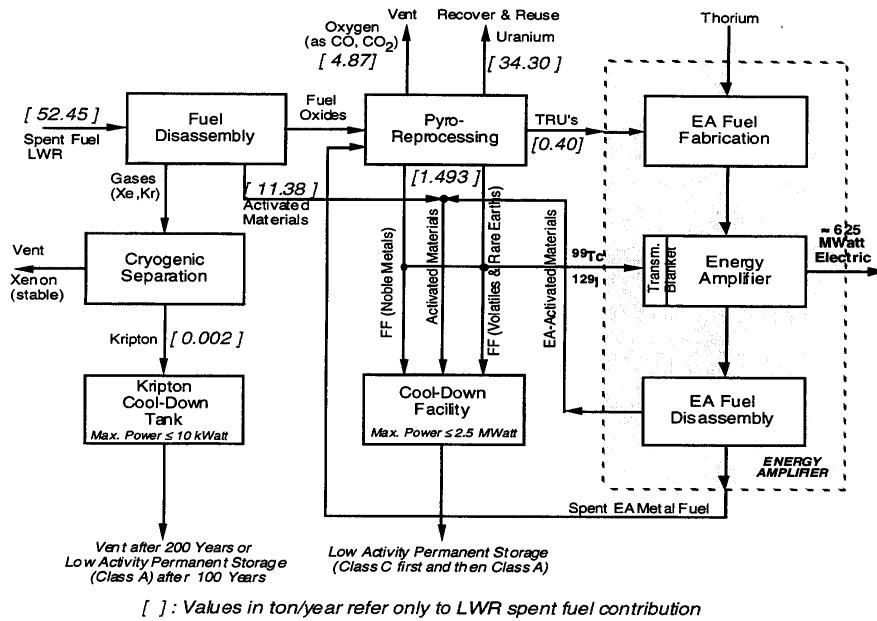 Vent
Oxygen
(as CO, CO2)
[ 4.87]
Recover & Reuse
Uranium
[ 34.30]
Thorium
[ 52.45]
Spent Fuel
LWR
Fuel
Disassembly
Fuel
Oxides
Pyro-
Reprocessing
TRU's
[0.40]
EA Fuel
Fabrication
Gases
(Xe,Kr)
[ 11.38 ]
Activated
Materials
[1.493]
Vent
Xenon
(stable)
Cryogenic
Separation
FF (Noble Metals)
Activated Materials
FF (Volatiles & Rare Earths)
EA-Activated Materials
99Tc
129I
Transm.
Blanket
Energy
Amplifier
≈ 625
MWatt
Electric
Kripton
[ 0.002 ]
Kripton
Cool-Down
Tank
Max. Power ≤ 10 kWatt
Cool-Down
Facility
Max. Power ≤ 2.5 MWatt
EA Fuel
Disassembly
ENERGY
AMPLIFIER
Spent EA Metal Fuel
Vent after 200 Years or
Low Activity Permanent Storage
(Class A) after 100 Years
Low Activity Permanent Storage
(Class C first and then Class A)
[ ] : Values in ton/year refer only to LWR spent fuel contribution